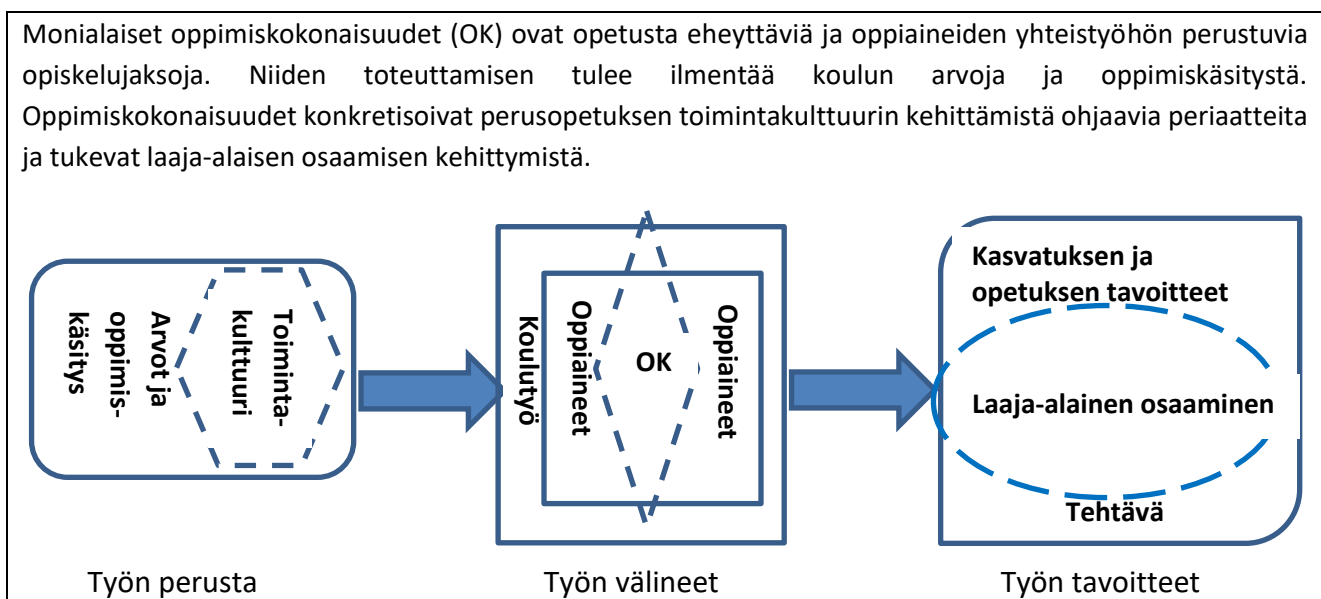 Monialaiset oppimiskokonaisuudet (OK) ovat opetusta eheyttäviä ja oppiaineiden yhteistyöhön perustuvia
opiskelujaksoja. Niiden toteuttamisen tulee ilmentää koulun arvoja ja oppimiskäsitystä.
Oppimiskokonaisuudet konkretisoivat perusopetuksen toimintakulttuurin kehittämistä ohjaavia periaatteita
ja tukevat laaja-alaisen osaamisen kehittymistä.
Arvot ja
oppimis-
käsitys
Toiminta-
kulttuuri
Koulutyö
Oppiaineet
OK
Oppiaineet
Kasvatuksen ja
opetuksen tavoitteet
Laaja-alainen osaaminen
Tehtävä
Työn perusta
Työn välineet
Työn tavoitteet